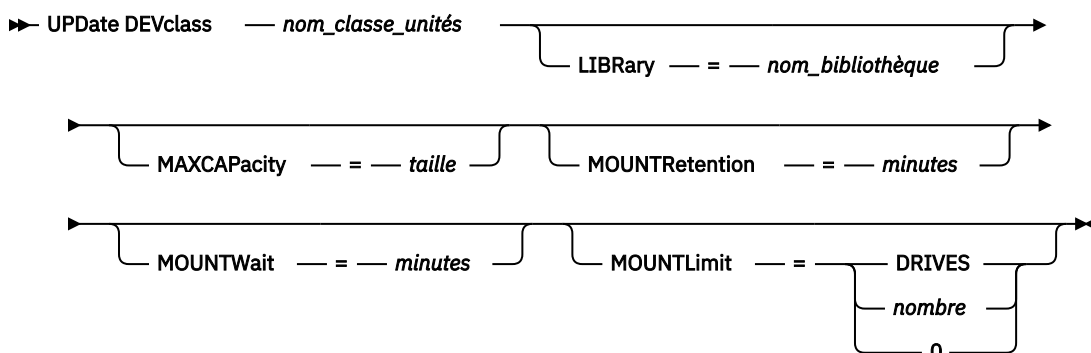 UPDate DEVclass nom_classe_unités
LIBRary = nom_bibliothèque
MAXCAPacity = taille MOUNTRetention = minutes
MOUNTWait = minutes MOUNTLimit = DRIVES
nombre
0